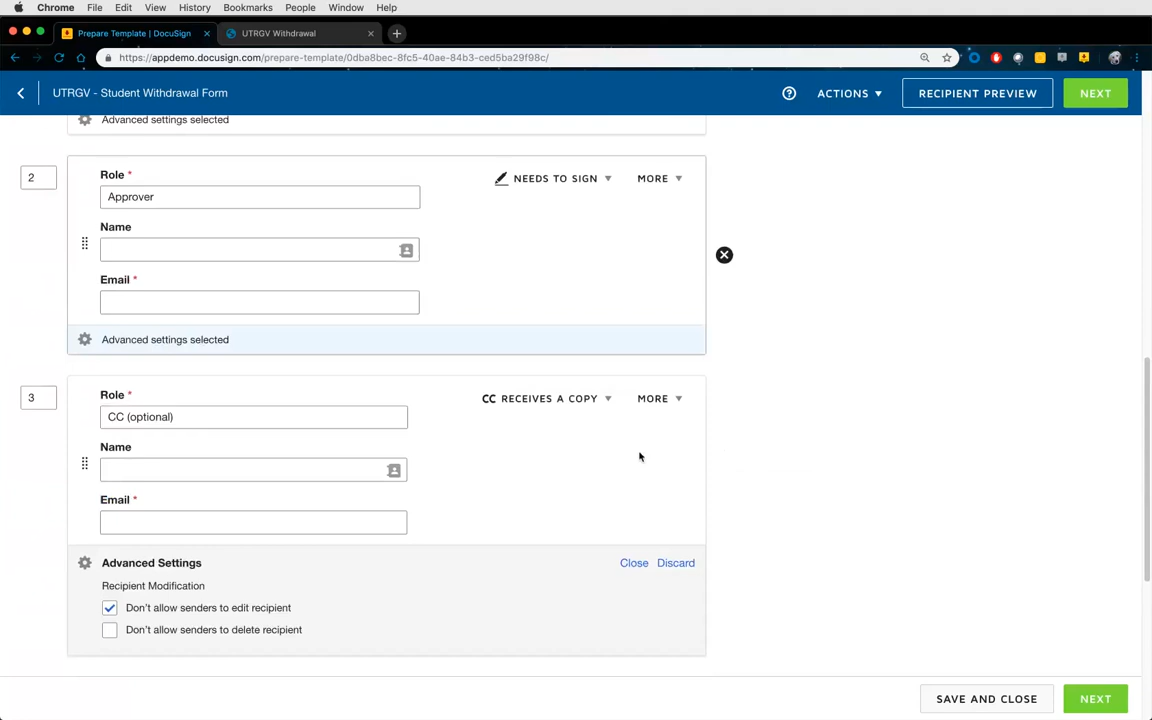 Chrome File Edit View History Bookmarks People Window Help
Prepare Template | DocuSign
UTRGV Withdrawal
https://appdemo.docusign.com/prepare-template/0dba8bec-8fc5-40ae-84b3-ced5ba29f98c/
UTRGV - Student Withdrawal Form
ACTIONS
RECIPIENT PREVIEW
NEXT
Advanced settings selected
2
Role *
NEEDS TO SIGN
MORE
Approver
Name
Email *
Advanced settings selected
3
Role *
CC RECEIVES A COPY
MORE
CC (optional)
Name
Email *
Advanced Settings
Close Discard
Recipient Modification
Don't allow senders to edit recipient
Don't allow senders to delete recipient
SAVE AND CLOSE
NEXT